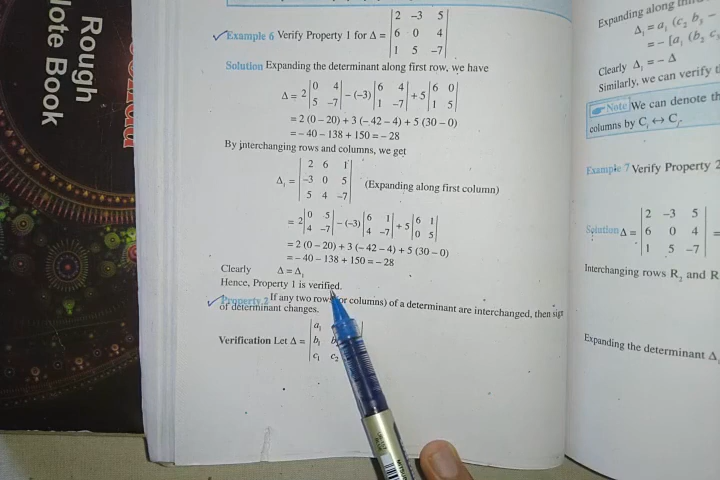 Rough
Note Book
Example 6 Verify Property 1 for Δ = | 2 −3 5 |
| 6 0 4 |
| 1 5 −7 |
Solution Expanding the determinant along first row, we have
Δ = 2 | 0 4 ; 5 −7 | − (−3) | 6 4 ; 1 −7 | + 5 | 6 0 ; 1 5 |
= 2 (0 − 20) + 3 (− 42 − 4) + 5 (30 − 0)
= − 40 − 138 + 150 = − 28
By interchanging rows and columns, we get
Δ₁ = | 2 6 1 |
| −3 0 5 | (Expanding along first column)
| 5 4 −7 |
= 2 | 0 5 ; 4 −7 | − (−3) | 6 1 ; 4 −7 | + 5 | 6 1 ; 0 5 |
= 2 (0 − 20) + 3 (− 42 − 4) + 5 (30 − 0)
= − 40 − 138 + 150 = − 28
Clearly Δ = Δ₁
Hence, Property 1 is verified.
Property 2 If any two rows (or columns) of a determinant are interchanged, then
of determinant changes.
Verification Let Δ = | a₁
| b₁
| c₁ c₂
Expanding along
Δ₁ = a₁ (c₂ b₃ −
= − [a₁ (b₂ c₃
Clearly Δ₁ = − Δ
Similarly, we can verify
Note We can denote
columns by Cᵢ ↔ Cⱼ.
Example 7 Verify Property 2
Solution Δ = | 2 −3 5 |
| 6 0 4 | =
| 1 5 −7 |
Interchanging rows R₂ and R
Expanding the determinant Δ